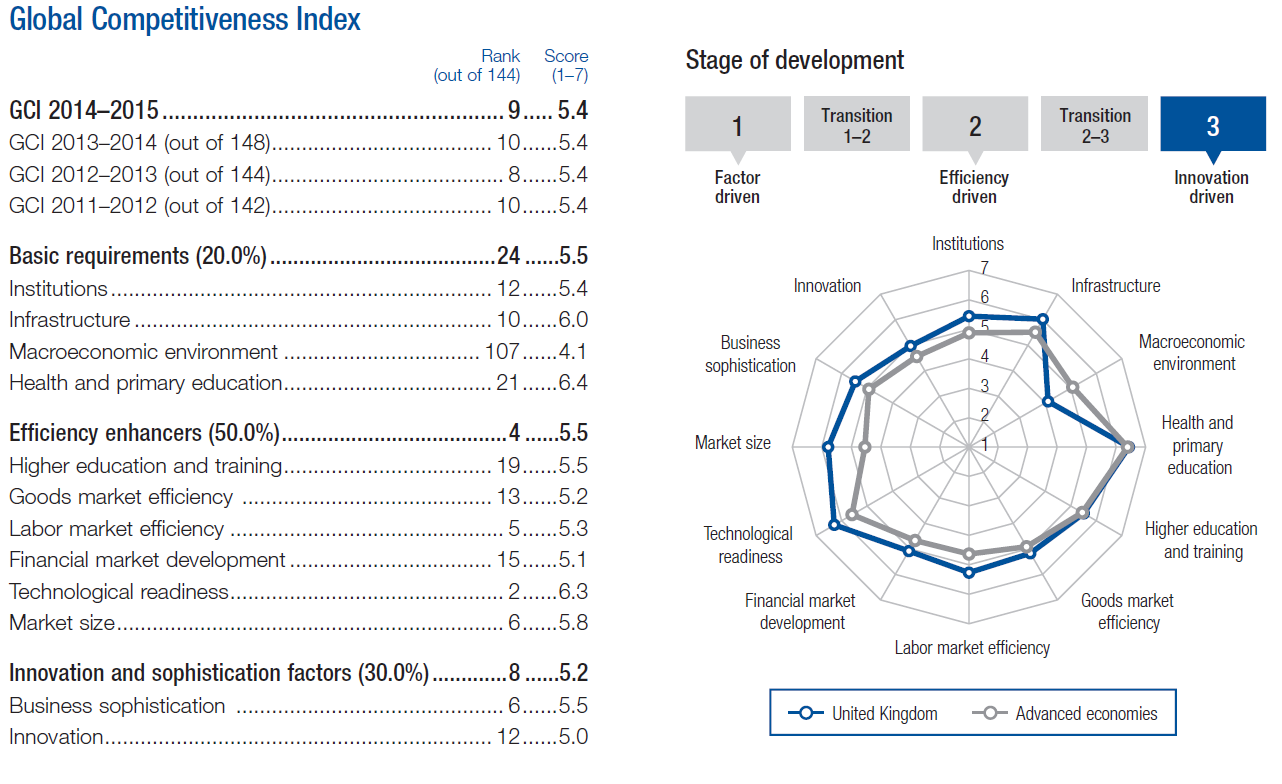 Global Competitiveness Index
Rank Score
(out of 144) (1–7)
GCI 2014–2015 9 5.4
GCI 2013–2014 (out of 148) 10 5.4
GCI 2012–2013 (out of 144) 8 5.4
GCI 2011–2012 (out of 142) 10 5.4
Basic requirements (20.0%) 24 5.5
Institutions 12 5.4
Infrastructure 10 6.0
Macroeconomic environment 107 4.1
Health and primary education 21 6.4
Efficiency enhancers (50.0%) 4 5.5
Higher education and training 19 5.5
Goods market efficiency 13 5.2
Labor market efficiency 5 5.3
Financial market development 15 5.1
Technological readiness 2 6.3
Market size 6 5.8
Innovation and sophistication factors (30.0%) 8 5.2
Business sophistication 6 5.5
Innovation 12 5.0
Stage of development
1
Transition
1–2
2
Transition
2–3
3
Factor
driven
Efficiency
driven
Innovation
driven
Institutions
Infrastructure
Macroeconomic
environment
Health and
primary
education
Higher education
and training
Goods market
efficiency
Labor market efficiency
Financial market
development
Technological
readiness
Market size
Business
sophistication
Innovation
7
6
5
4
3
2
1
United Kingdom
Advanced economies